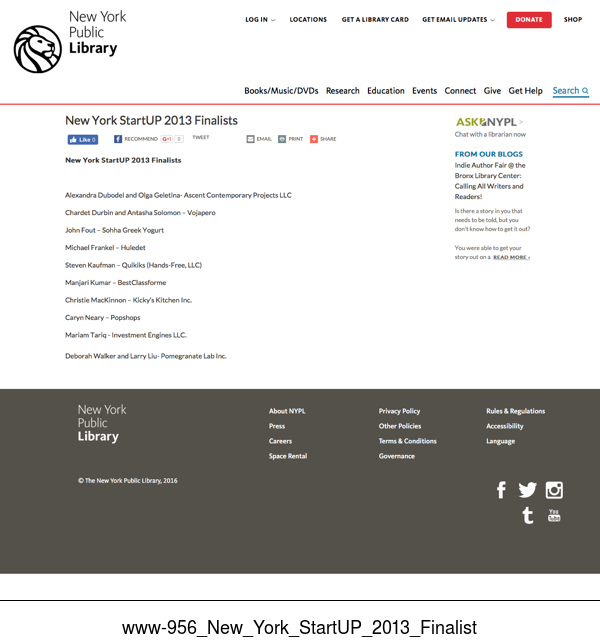 New York
Public
Library
LOG IN
LOCATIONS
GET A LIBRARY CARD
GET EMAIL UPDATES
DONATE
SHOP
Books/Music/DVDs
Research
Education
Events
Connect
Give
Get Help
Search
New York StartUP 2013 Finalists
Like 0
RECOMMEND
G+1
0
TWEET
EMAIL
PRINT
SHARE
New York StartUP 2013 Finalists
Alexandra Dubodel and Olga Geletina- Ascent Contemporary Projects LLC
Chardet Durbin and Antasha Solomon – Vojapero
John Fout – Sohha Greek Yogurt
Michael Frankel – Huledet
Steven Kaufman – Quikiks (Hands-Free, LLC)
Manjari Kumar – BestClassforme
Christie MacKinnon – Kicky's Kitchen Inc.
Caryn Neary – Popshops
Mariam Tariq - Investment Engines LLC.
Deborah Walker and Larry Liu- Pomegranate Lab Inc.
ASK NYPL >
Chat with a librarian now
FROM OUR BLOGS
Indie Author Fair @ the
Bronx Library Center:
Calling All Writers and
Readers!
Is there a story in you that
needs to be told, but you
don't know how to get it out?
You were able to get your
story out on a READ MORE ›
New York
Public
Library
© The New York Public Library, 2016
About NYPL
Press
Careers
Space Rental
Privacy Policy
Other Policies
Terms & Conditions
Governance
Rules & Regulations
Accessibility
Language
You
Tube
www-956_New_York_StartUP_2013_Finalist